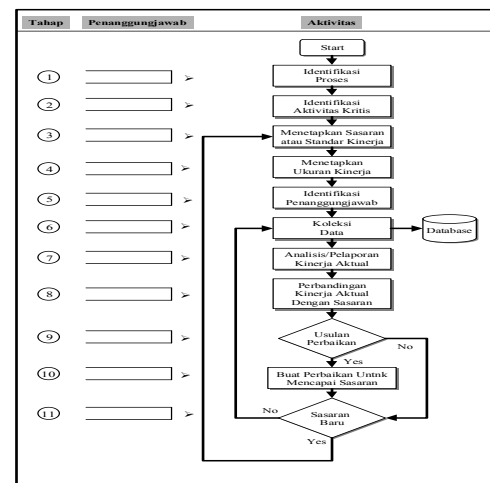 Tahap Penanggungjawab Aktivitas
Start
1 Identifikasi
Proses
2 Identifikasi
Aktivitas Kritis
3 Menetapkan Sasaran
atau Standar Kinerja
4 Menetapkan
Ukuran Kinerja
5 Identifikasi
Penanggungjawab
6 Koleksi
Data
Database
7 Analisis/Pelaporan
Kinerja Aktual
8 Perbandingan
Kinerja Aktual
Dengan Sasaran
9 Usulan
Perbaikan
No
Yes
10 Buat Perbaikan Untnk
Mencapai Sasaran
No
11 Sasaran
Baru
Yes